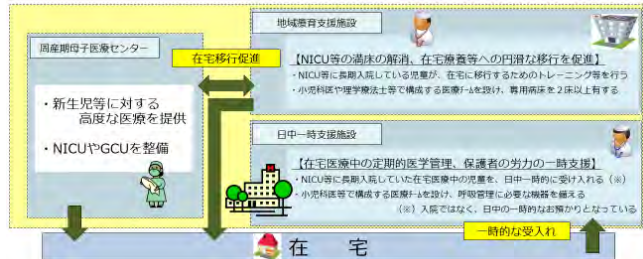 周産期母子医療センター
・新生児等に対する
高度な医療を提供
・NICUやGCUを整備
在宅移行促進
地域療育支援施設
【NICU等の満床の解消、在宅療養等への円滑な移行を促進】
・NICU等に長期入院している児童が、在宅に移行するためのトレーニング等を行う
・小児科医や理学療法士等で構成する医療ﾁｰﾑを設け、専用病床を2床以上有する
日中一時支援施設
【在宅医療中の定期的医学管理、保護者の労力の一時支援】
・NICU等に長期入院していた在宅医療中の児童を、日中一時的に受け入れる（※）
・小児科医等で構成する医療ﾁｰﾑを設け、呼吸管理に必要な機器を備える
（※）入院ではなく、日中の一時的なお預かりとなっている
一時的な受入れ
在　宅